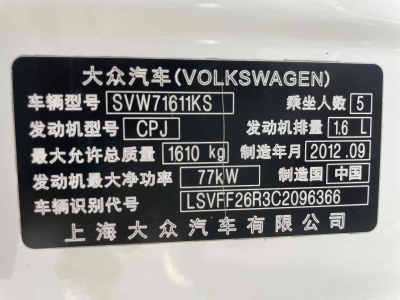 大众汽车(VOLKSWAGEN)
车辆型号 SVW71611KS 乘坐人数 5
发动机型号 CPJ 发动机排量 1.6 L
最大允许总质量 1610 kg 制造年月 2012.09
发动机最大净功率 77kW 制造国 中国
车辆识别代号 LSVFF26R3C2096366
上海大众汽车有限公司